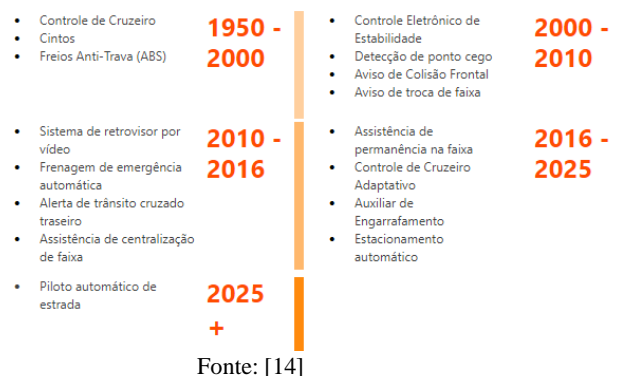 • Controle de Cruzeiro
• Cintos
• Freios Anti-Trava (ABS)
1950 -
2000
• Controle Eletrônico de
Estabilidade
• Detecção de ponto cego
• Aviso de Colisão Frontal
• Aviso de troca de faixa
2000 -
2010
• Sistema de retrovisor por
vídeo
• Frenagem de emergência
automática
• Alerta de trânsito cruzado
traseiro
• Assistência de centralização
de faixa
2010 -
2016
• Assistência de
permanência na faixa
• Controle de Cruzeiro
Adaptativo
• Auxiliar de
Engarrafamento
• Estacionamento
automático
2016 -
2025
• Piloto automático de
estrada
2025
+
Fonte: [14]